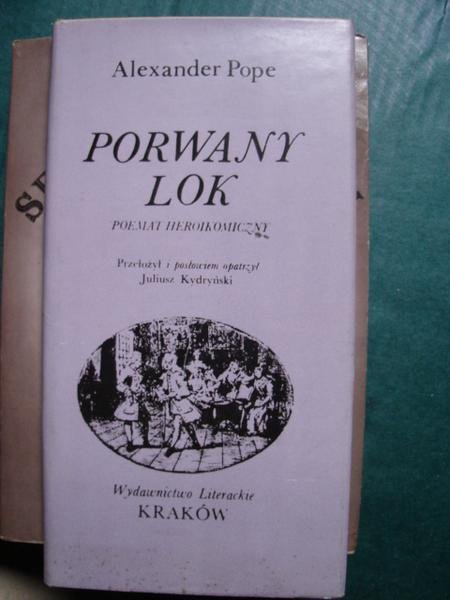 Alexander Pope
PORWANY
LOK
POEMAT HEROIKOMICZNY
Przełożył i posłowiem opatrzył
Juliusz Kydryński
Wydawnictwo Literackie
KRAKÓW